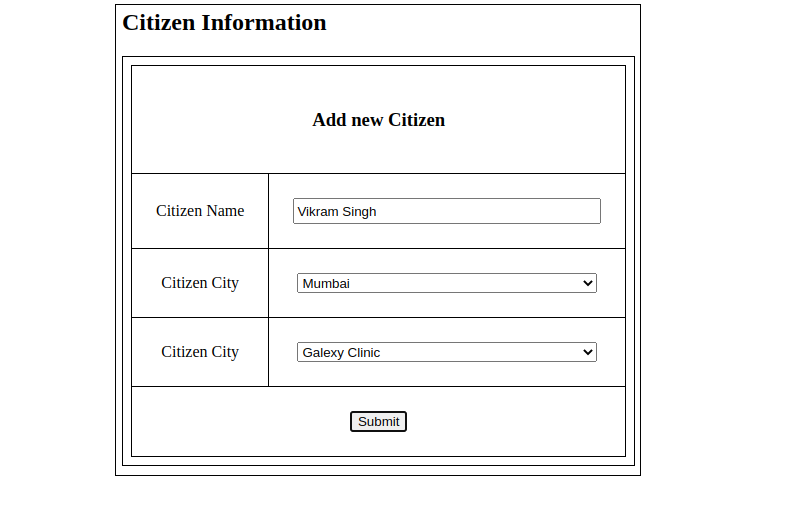 Citizen Information
Add new Citizen
Citizen Name Vikram Singh
Citizen City Mumbai
Citizen City Galexy Clinic
Submit